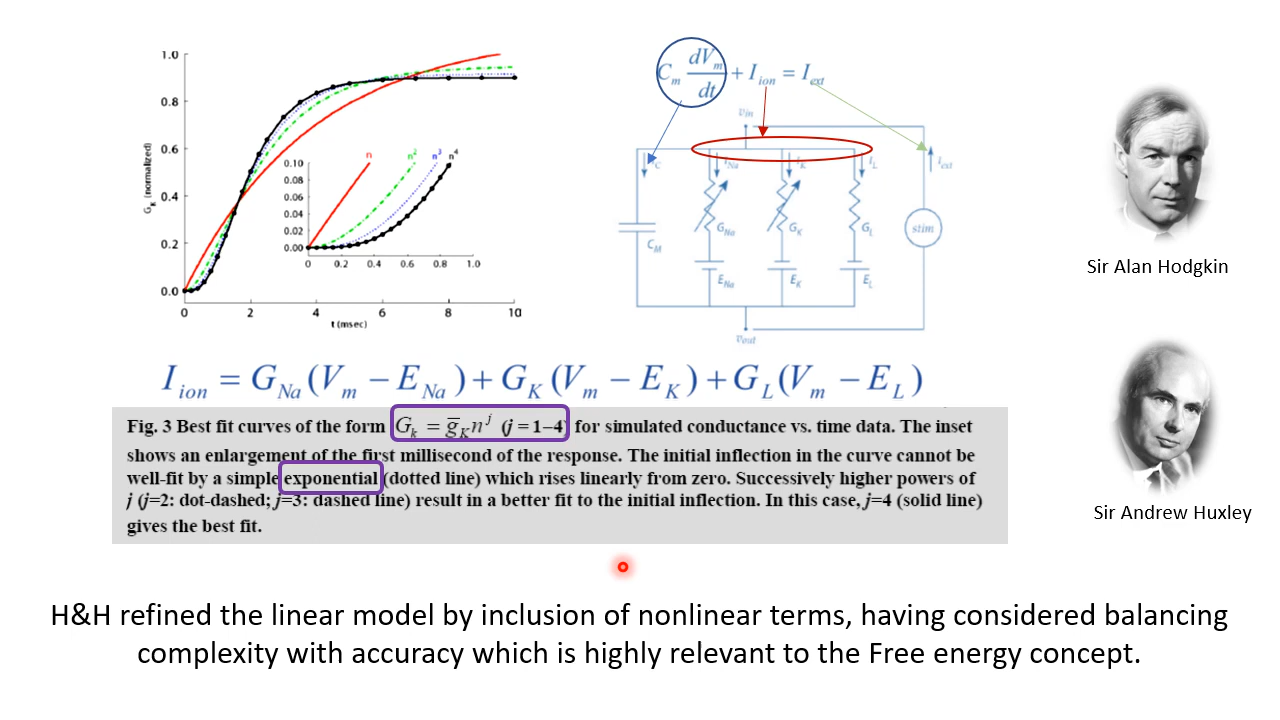 1.0
0.8
0.6
0.4
0.2
0.0
G_K (normalized)
0 2 4 6 8 10
t (msec)
0.10
0.08
0.06
0.04
0.02
0.00
0 0.2 0.4 0.6 0.8 1.0
n n² n³ n⁴
C_m dV_m/dt + I_ion = I_ext
v_in
i_C i_Na i_K i_L i_ext
C_M G_Na G_K G_L stim
E_Na E_K E_L
v_out
Sir Alan Hodgkin
I_ion = G_Na (V_m − E_Na) + G_K (V_m − E_K) + G_L (V_m − E_L)
Fig. 3 Best fit curves of the form G_k = g̅_K n^j (j = 1–4) for simulated conductance vs. time data. The inset
shows an enlargement of the first millisecond of the response. The initial inflection in the curve cannot be
well-fit by a simple exponential (dotted line) which rises linearly from zero. Successively higher powers of
j (j=2: dot-dashed; j=3: dashed line) result in a better fit to the initial inflection. In this case, j=4 (solid line)
gives the best fit.
Sir Andrew Huxley
H&H refined the linear model by inclusion of nonlinear terms, having considered balancing
complexity with accuracy which is highly relevant to the Free energy concept.